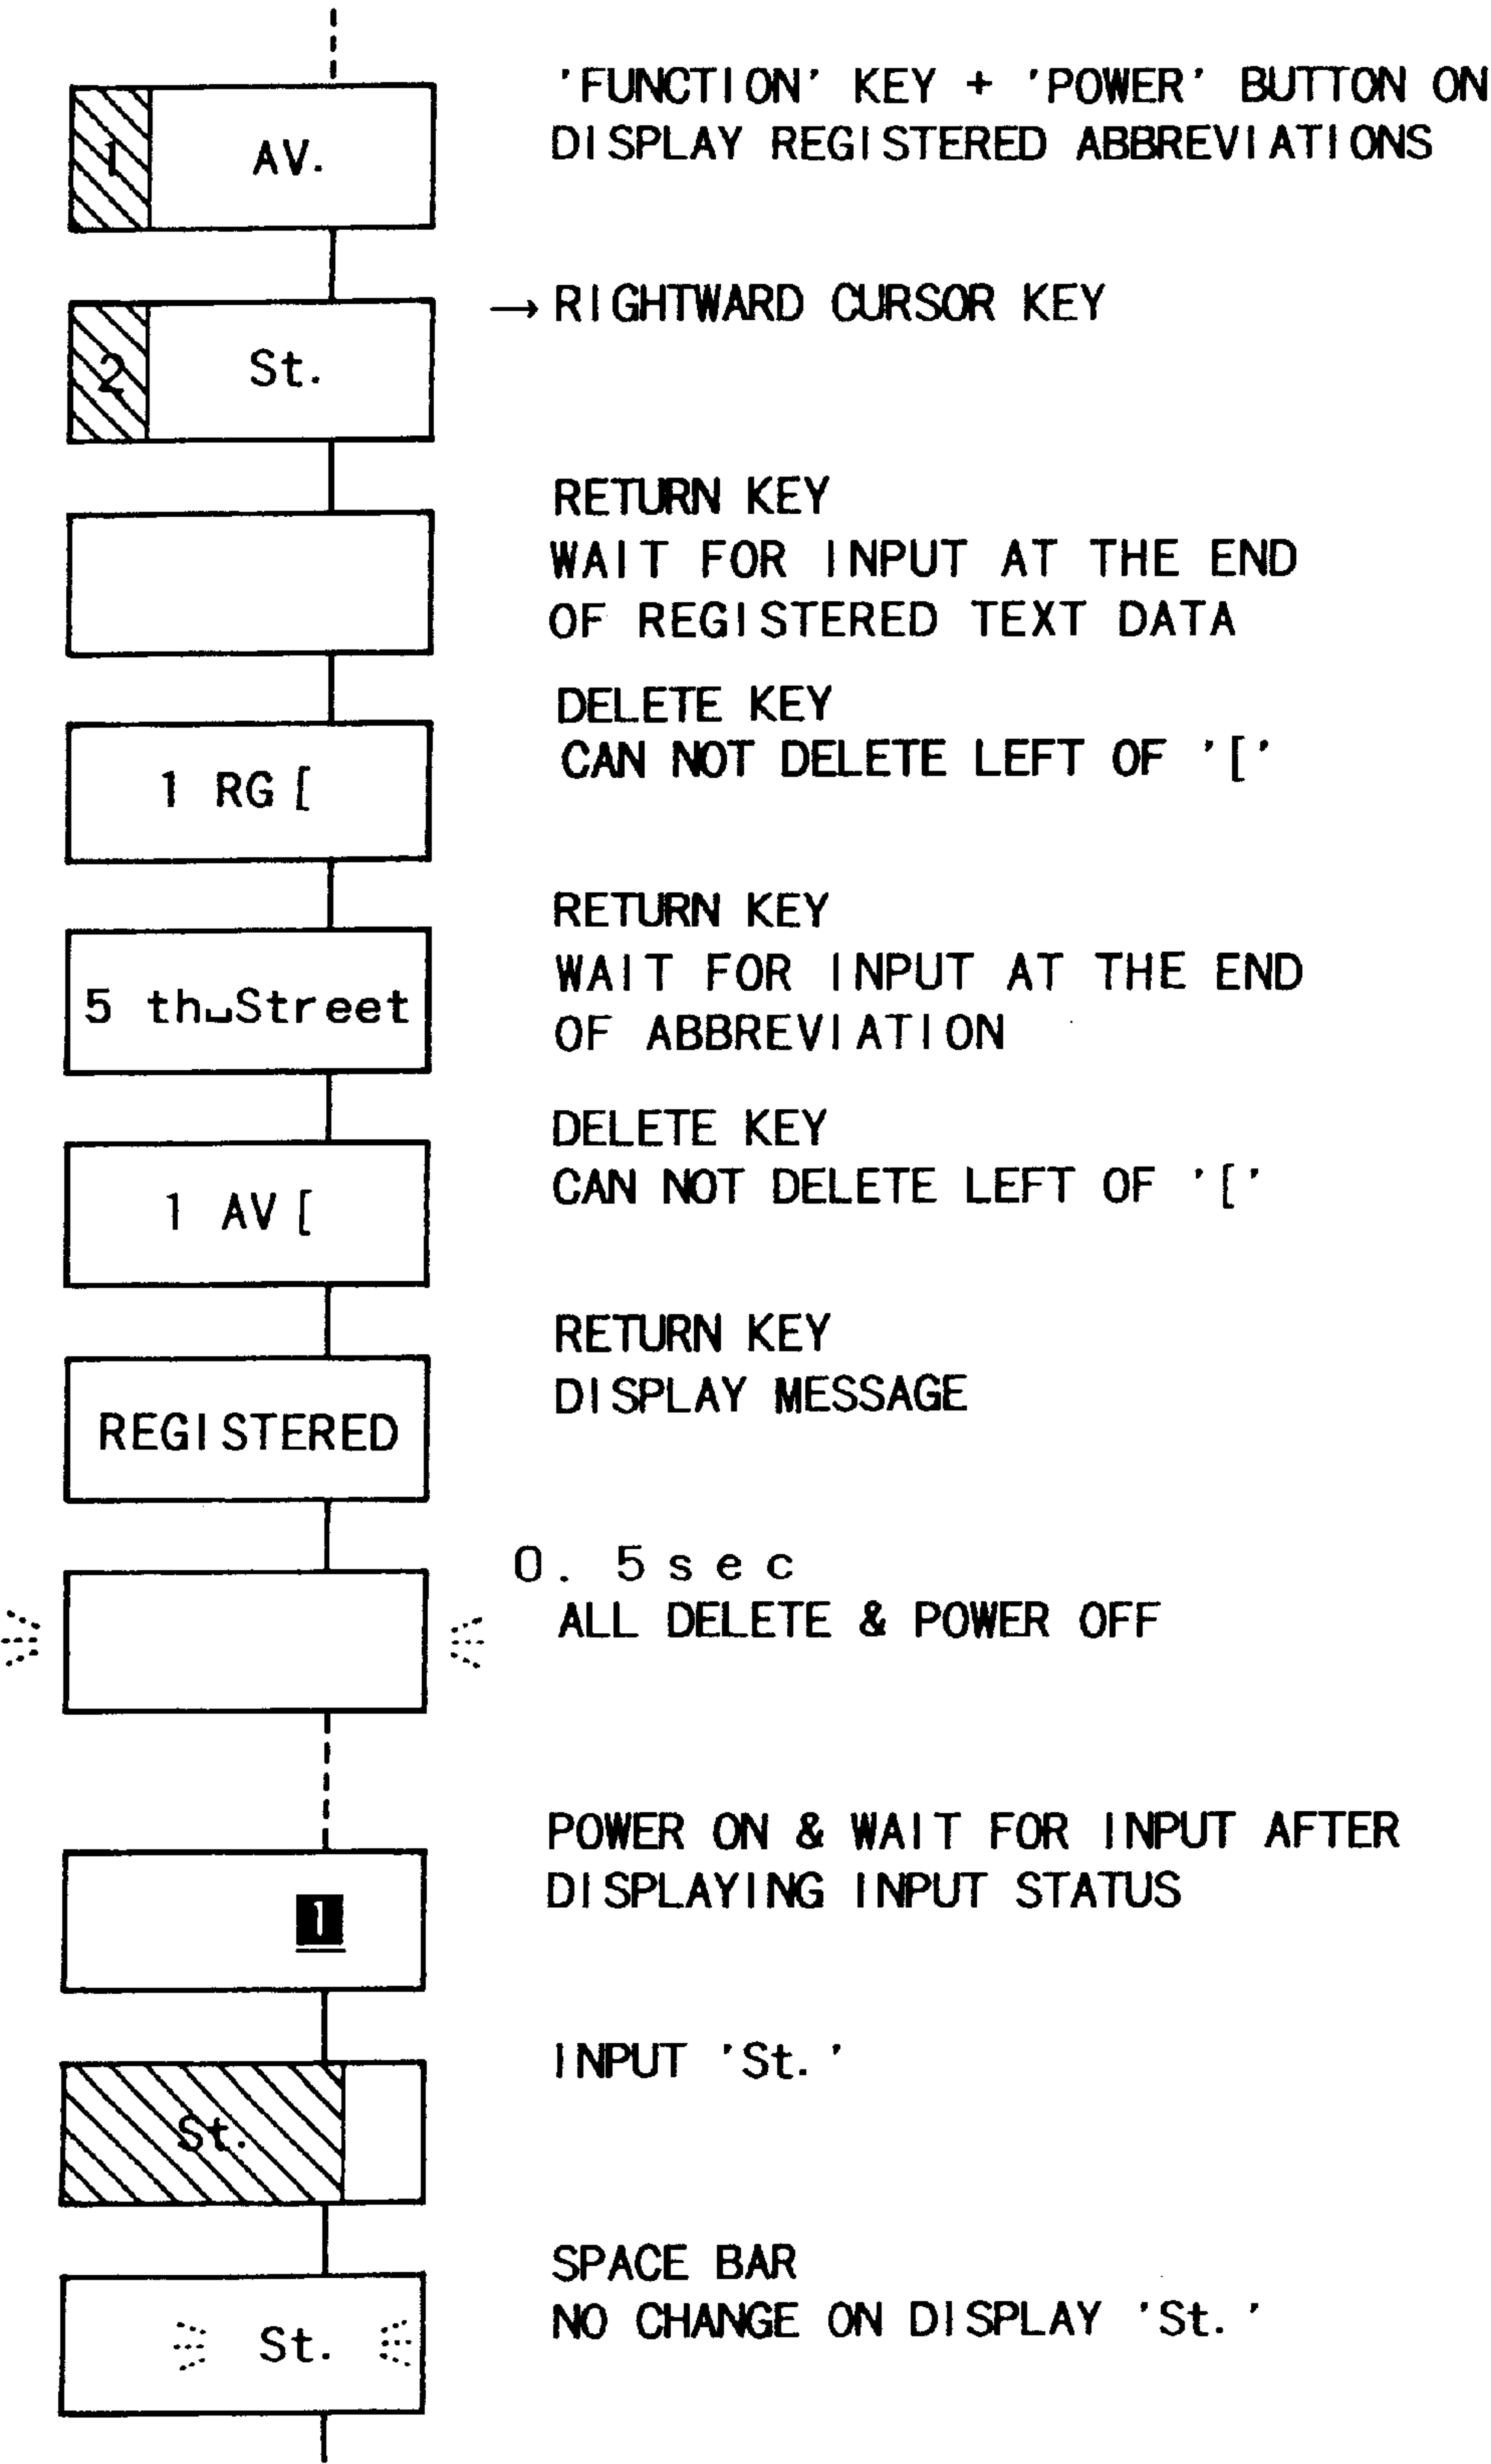 'FUNCTION' KEY + 'POWER' BUTTON ON
DISPLAY REGISTERED ABBREVIATIONS
1 AV.
→ RIGHTWARD CURSOR KEY
2 St.
RETURN KEY
WAIT FOR INPUT AT THE END
OF REGISTERED TEXT DATA
DELETE KEY
CAN NOT DELETE LEFT OF '['
1 RG [
RETURN KEY
WAIT FOR INPUT AT THE END
OF ABBREVIATION
5 th␣Street
DELETE KEY
CAN NOT DELETE LEFT OF '['
1 AV [
RETURN KEY
DISPLAY MESSAGE
REGISTERED
0. 5 sec
ALL DELETE & POWER OFF
POWER ON & WAIT FOR INPUT AFTER
DISPLAYING INPUT STATUS
1
INPUT 'St.'
St.
SPACE BAR
NO CHANGE ON DISPLAY 'St.'
St.